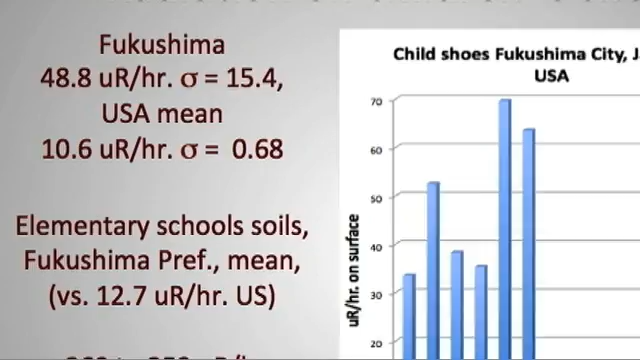 Fukushima
48.8 uR/hr. σ = 15.4,
USA mean
10.6 uR/hr. σ = 0.68
Elementary schools soils,
Fukushima Pref., mean,
(vs. 12.7 uR/hr. US)
Child shoes Fukushima City, J
USA
uR/hr. on surface
70
60
50
40
30
20